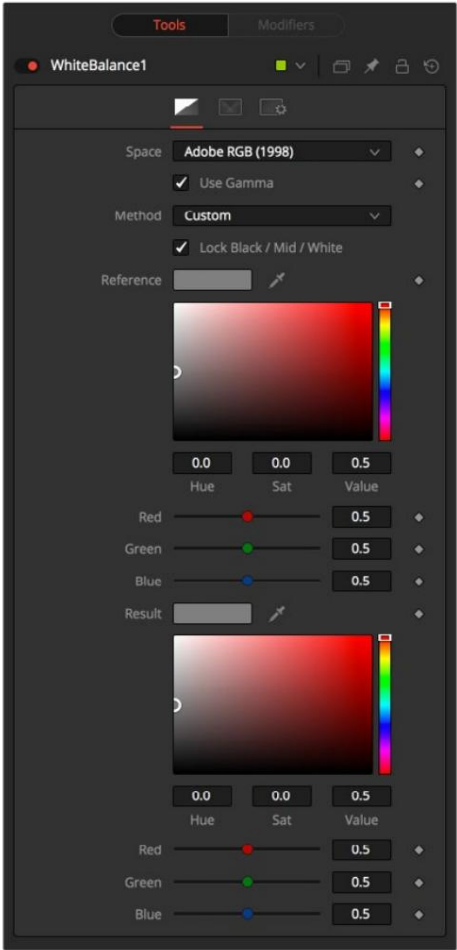 Tools Modifiers
WhiteBalance1
Space Adobe RGB (1998)
Use Gamma
Method Custom
Lock Black / Mid / White
Reference
0.0 0.0 0.5
Hue Sat Value
Red 0.5
Green 0.5
Blue 0.5
Result
0.0 0.0 0.5
Hue Sat Value
Red 0.5
Green 0.5
Blue 0.5